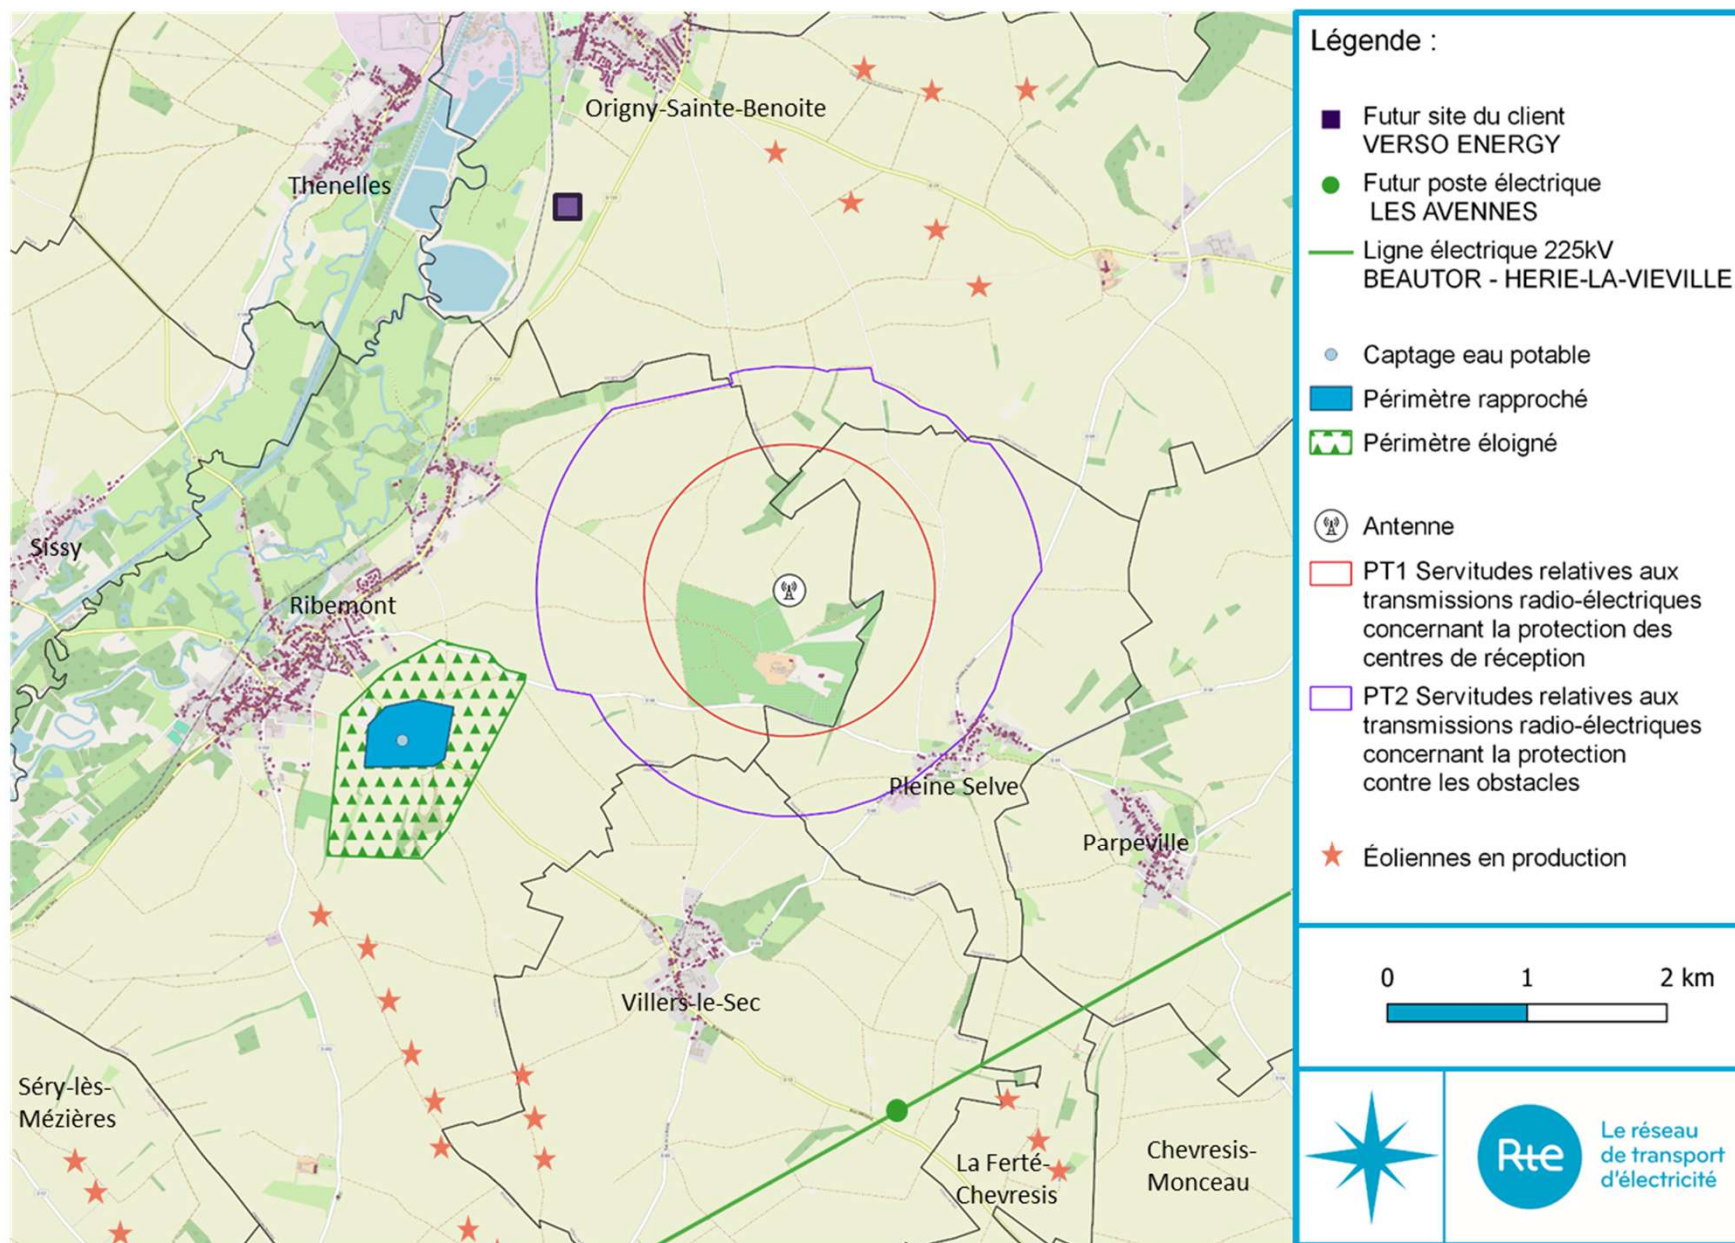 Origny-Sainte-Benoite
Thenelles
Sissy
Ribemont
Pleine Selve
Parpeville
Villers-le-Sec
Séry-lès-
Mézières
La Ferté-
Chevresis
Chevresis-
Monceau
Légende :
Futur site du client
VERSO ENERGY
Futur poste électrique
LES AVENNES
Ligne électrique 225kV
BEAUTOR - HERIE-LA-VIEVILLE
Captage eau potable
Périmètre rapproché
Périmètre éloigné
Antenne
PT1 Servitudes relatives aux
transmissions radio-électriques
concernant la protection des
centres de réception
PT2 Servitudes relatives aux
transmissions radio-électriques
concernant la protection
contre les obstacles
Éoliennes en production
0 1 2 km
Rte
Le réseau
de transport
d'électricité